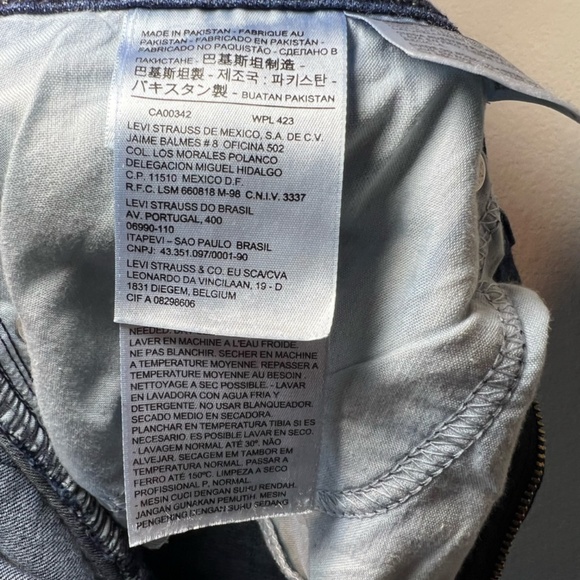 MADE IN PAKISTAN - FABRIQUE AU
PAKISTAN - FABRICADO EN PAKISTÁN -
FABRICADO NO PAQUISTÃO - СДЕЛАНО В
ПАКИСТАНЕ - 巴基斯坦制造 -
巴基斯坦製 - 제조국 : 파키스탄 -
パキスタン製 - BUATAN PAKISTAN
CA00342 WPL 423
LEVI STRAUSS DE MEXICO, S.A. DE C.V.
JAIME BALMES # 8 OFICINA 502
COL. LOS MORALES POLANCO
DELEGACION MIGUEL HIDALGO
C.P. 11510 MEXICO D.F.
R.F.C. LSM 660818 M-98 C.N.I.V. 3337
LEVI STRAUSS DO BRASIL
AV. PORTUGAL, 400
06990-110
ITAPEVI – SAO PAULO BRASIL
CNPJ: 43.351.097/0001-90
LEVI STRAUSS & CO. EU SCA/CVA
LEONARDO DA VINCILAAN, 19 - D
1831 DIEGEM, BELGIUM
CIF A 08298606
NEEDED.
LAVER EN MACHINE A L'EAU FROIDE.
NE PAS BLANCHIR. SECHER EN MACHINE
A TEMPERATURE MOYENNE. REPASSER A
TEMPERATURE MOYENNE AU BESOIN.
NETTOYAGE A SEC POSSIBLE. - LAVAR
EN LAVADORA CON AGUA FRIA Y
DETERGENTE. NO USAR BLANQUEADOR.
SECADO MEDIO EN SECADORA.
PLANCHAR EN TEMPERATURA TIBIA SI ES
NECESARIO. ES POSIBLE LAVAR EN SECO.
- LAVAGEM NORMAL ATÉ 30º. NÃO
ALVEJAR. SECAGEM EM TAMBOR EM
TEMPERATURA NORMAL. PASSAR A
FERRO ATÉ 150ºC. LIMPEZA A SECO
PROFISSIONAL P, NORMAL.
- MESIN CUCI DENGAN SUHU RENDAH.
JANGAN GUNAKAN PEMUTIH. MESIN
PENGERING DENGAN SUHU SEDANG